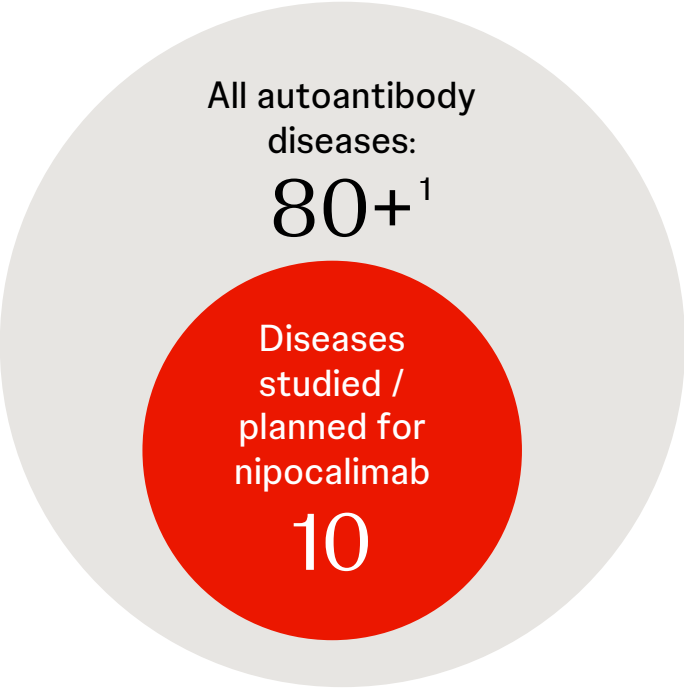 All autoantibody
diseases:
80+¹
Diseases
studied /
planned for
nipocalimab
10